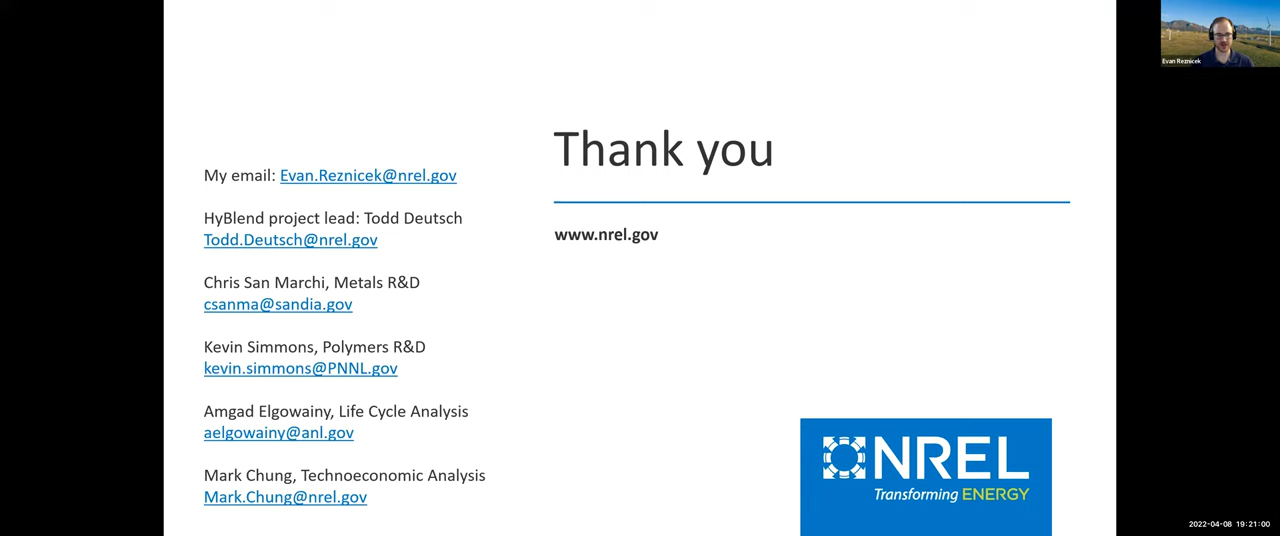 Thank you
www.nrel.gov
My email: Evan.Reznicek@nrel.gov
HyBlend project lead: Todd Deutsch
Todd.Deutsch@nrel.gov
Chris San Marchi, Metals R&D
csanma@sandia.gov
Kevin Simmons, Polymers R&D
kevin.simmons@PNNL.gov
Amgad Elgowainy, Life Cycle Analysis
aelgowainy@anl.gov
Mark Chung, Technoeconomic Analysis
Mark.Chung@nrel.gov
NREL
Transforming ENERGY
Evan Reznicek
2022-04-08 19:21:00